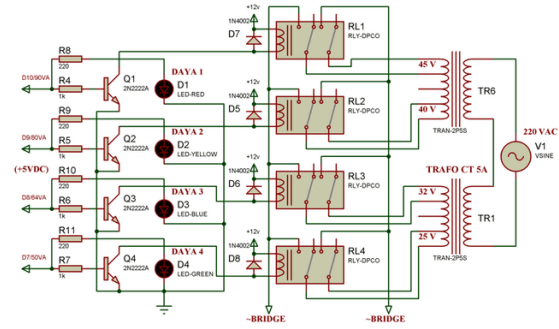 +12v
1N4002
D7
RL1
RLY-DPCO
R8
220
D10/90VA
R4
1k
Q1
2N2222A
DAYA 1
D1
LED-RED
45 V
TR6
TRAN-2P5S
+12v
1N4002
D5
RL2
RLY-DPCO
40 V
R9
220
D9/80VA
R5
1k
Q2
2N2222A
DAYA 2
D2
LED-YELLOW
220 VAC
V1
VSINE
(+5VDC)
+12v
1N4002
D6
RL3
RLY-DPCO
TRAFO CT 5A
R10
220
D8/64VA
R6
1k
Q3
2N2222A
DAYA 3
D3
LED-BLUE
32 V
TR1
TRAN-2P5S
25 V
+12v
1N4002
D8
RL4
RLY-DPCO
R11
220
D7/50VA
R7
1k
Q4
2N2222A
DAYA 4
D4
LED-GREEN
~BRIDGE
~BRIDGE